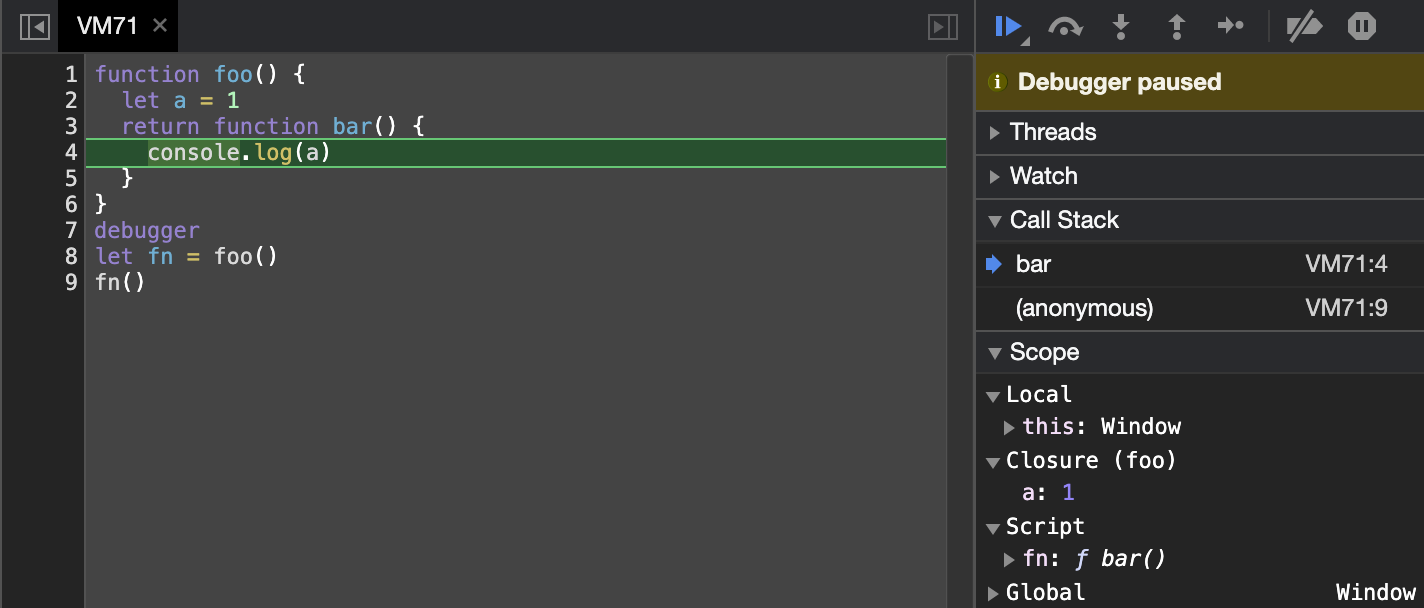 VM71 ×
1 function foo() {
2   let a = 1
3   return function bar() {
4     console.log(a)
5   }
6 }
7 debugger
8 let fn = foo()
9 fn()
Debugger paused
Threads
Watch
Call Stack
bar VM71:4
(anonymous) VM71:9
Scope
Local
this: Window
Closure (foo)
a: 1
Script
fn: ƒ bar()
Global Window